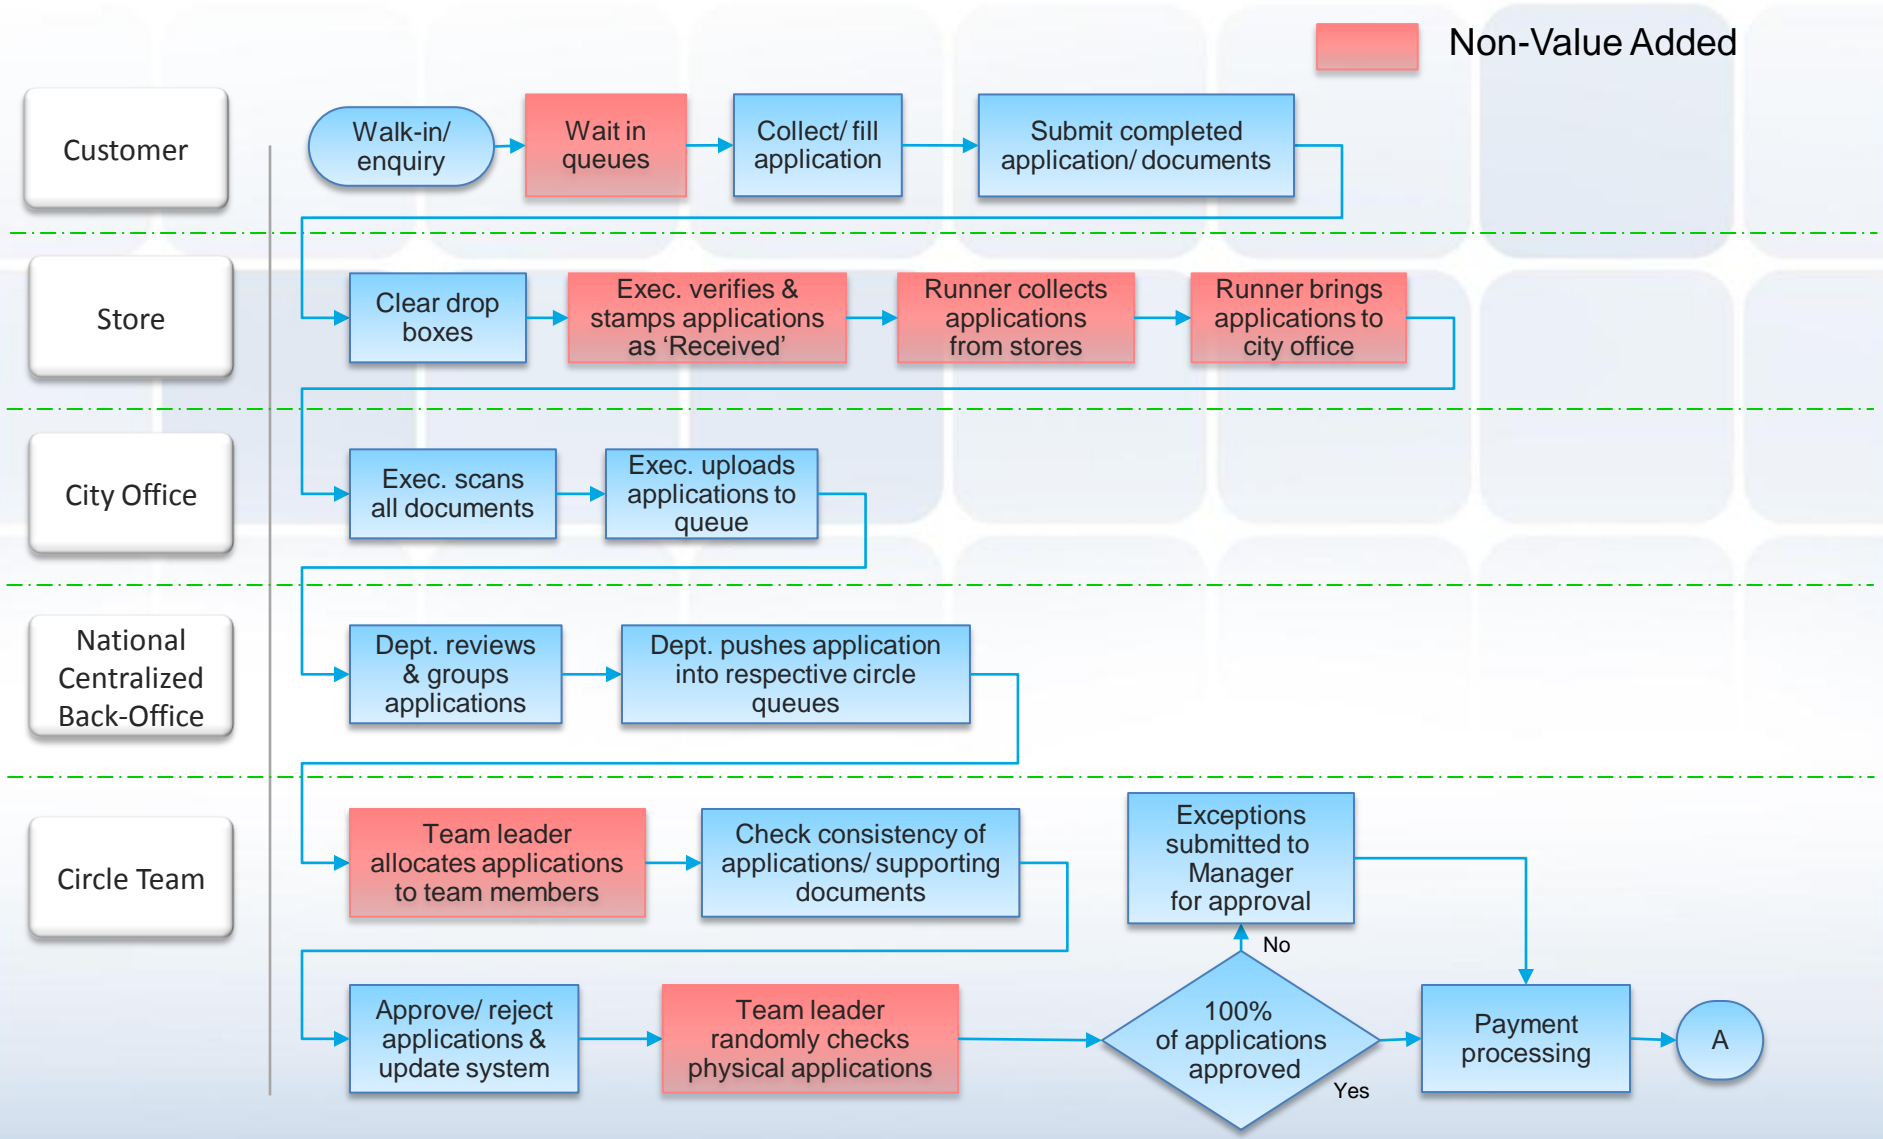 Non-Value Added
Customer
Walk-in/
enquiry
Wait in
queues
Collect/ fill
application
Submit completed
application/ documents
Store
Clear drop
boxes
Exec. verifies &
stamps applications
as ‘Received’
Runner collects
applications
from stores
Runner brings
applications to
city office
City Office
Exec. scans
all documents
Exec. uploads
applications to
queue
National
Centralized
Back-Office
Dept. reviews
& groups
applications
Dept. pushes application
into respective circle
queues
Circle Team
Team leader
allocates applications
to team members
Check consistency of
applications/ supporting
documents
Exceptions
submitted to
Manager
for approval
No
Approve/ reject
applications &
update system
Team leader
randomly checks
physical applications
100%
of applications
approved
Yes
Payment
processing
A